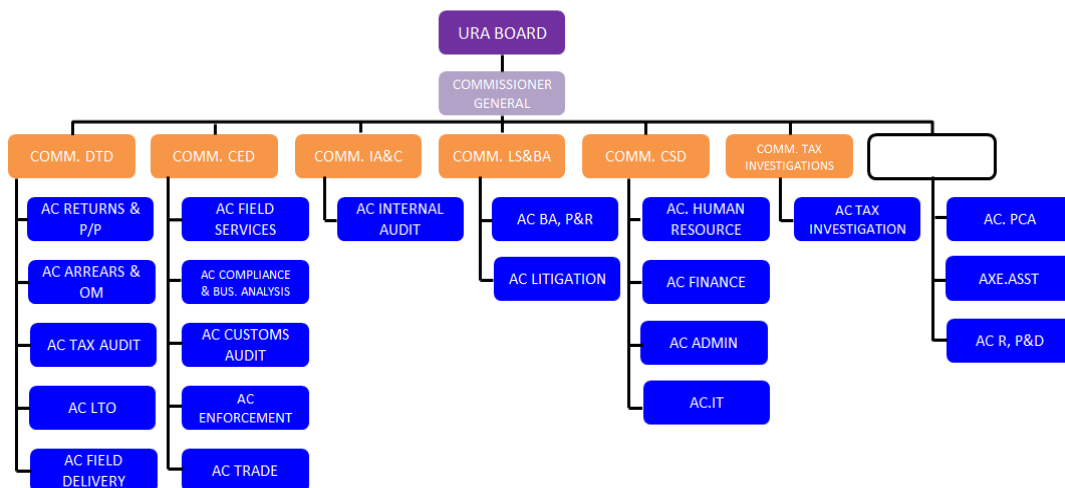 URA BOARD
COMMISSIONER
GENERAL
COMM. DTD
COMM. CED
COMM. IA&C
COMM. LS&BA
COMM. CSD
COMM. TAX
INVESTIGATIONS
AC RETURNS &
P/P
AC ARREARS &
OM
AC TAX AUDIT
AC LTO
AC FIELD
DELIVERY
AC FIELD
SERVICES
AC COMPLIANCE
& BUS. ANALYSIS
AC CUSTOMS
AUDIT
AC
ENFORCEMENT
AC TRADE
AC INTERNAL
AUDIT
AC BA, P&R
AC LITIGATION
AC. HUMAN
RESOURCE
AC FINANCE
AC ADMIN
AC.IT
AC TAX
INVESTIGATION
AC. PCA
AXE.ASST
AC R, P&D